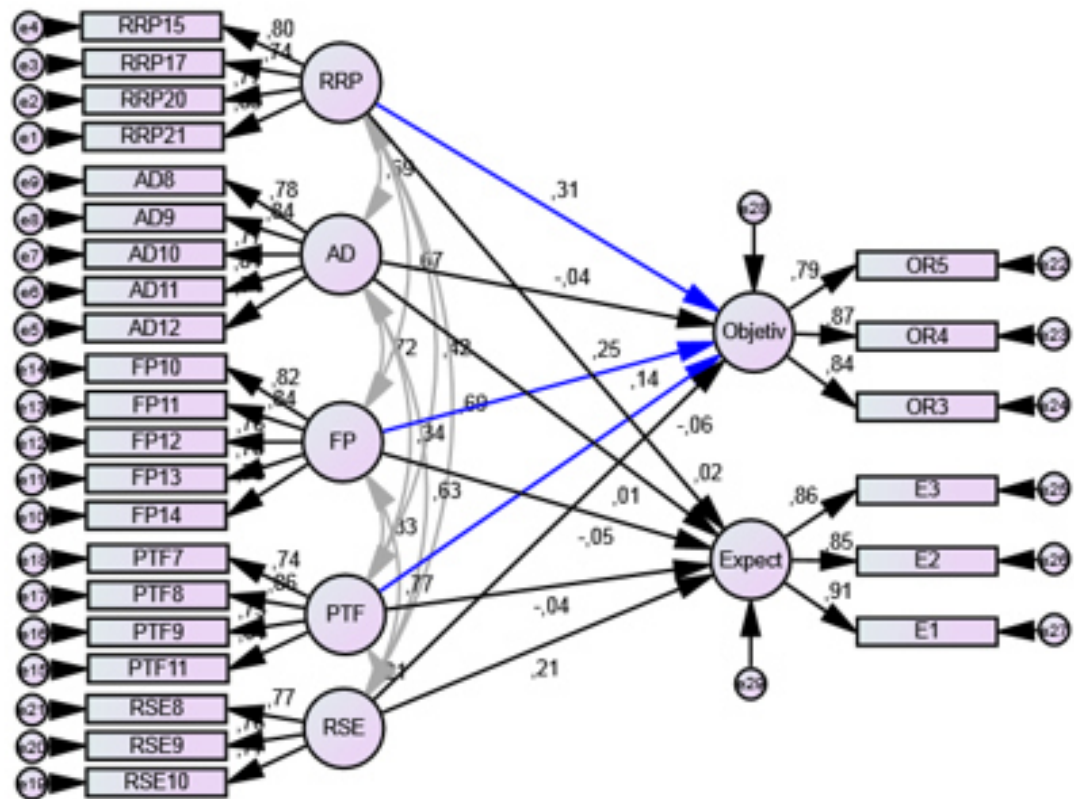 e4 RRP15 ,80
e3 RRP17 ,74
RRP
e2 RRP20
e1 RRP21
,59
e9 AD8 ,78
,31
e28
e8 AD9 ,84
e7 AD10
AD
,67
-,04
,79 OR5 e22
e6 AD11
e5 AD12
Objetiv
,87 OR4 e23
,72
,42
,25
,14
,84
e14 FP10 ,82
e13 FP11 ,84
,69
OR3 e24
e12 FP12
FP
,34
-,06
e11 FP13
,63
,01
,02
,86 E3 e25
e10 FP14
,33
-,05
e18 PTF7 ,74
Expect
,85 E2 e26
e17 PTF8 ,86
,77
-,04
,91
e16 PTF9
PTF
E1 e27
e15 PTF11
,21
e29
e21 RSE8 ,77
e20 RSE9
RSE
e19 RSE10